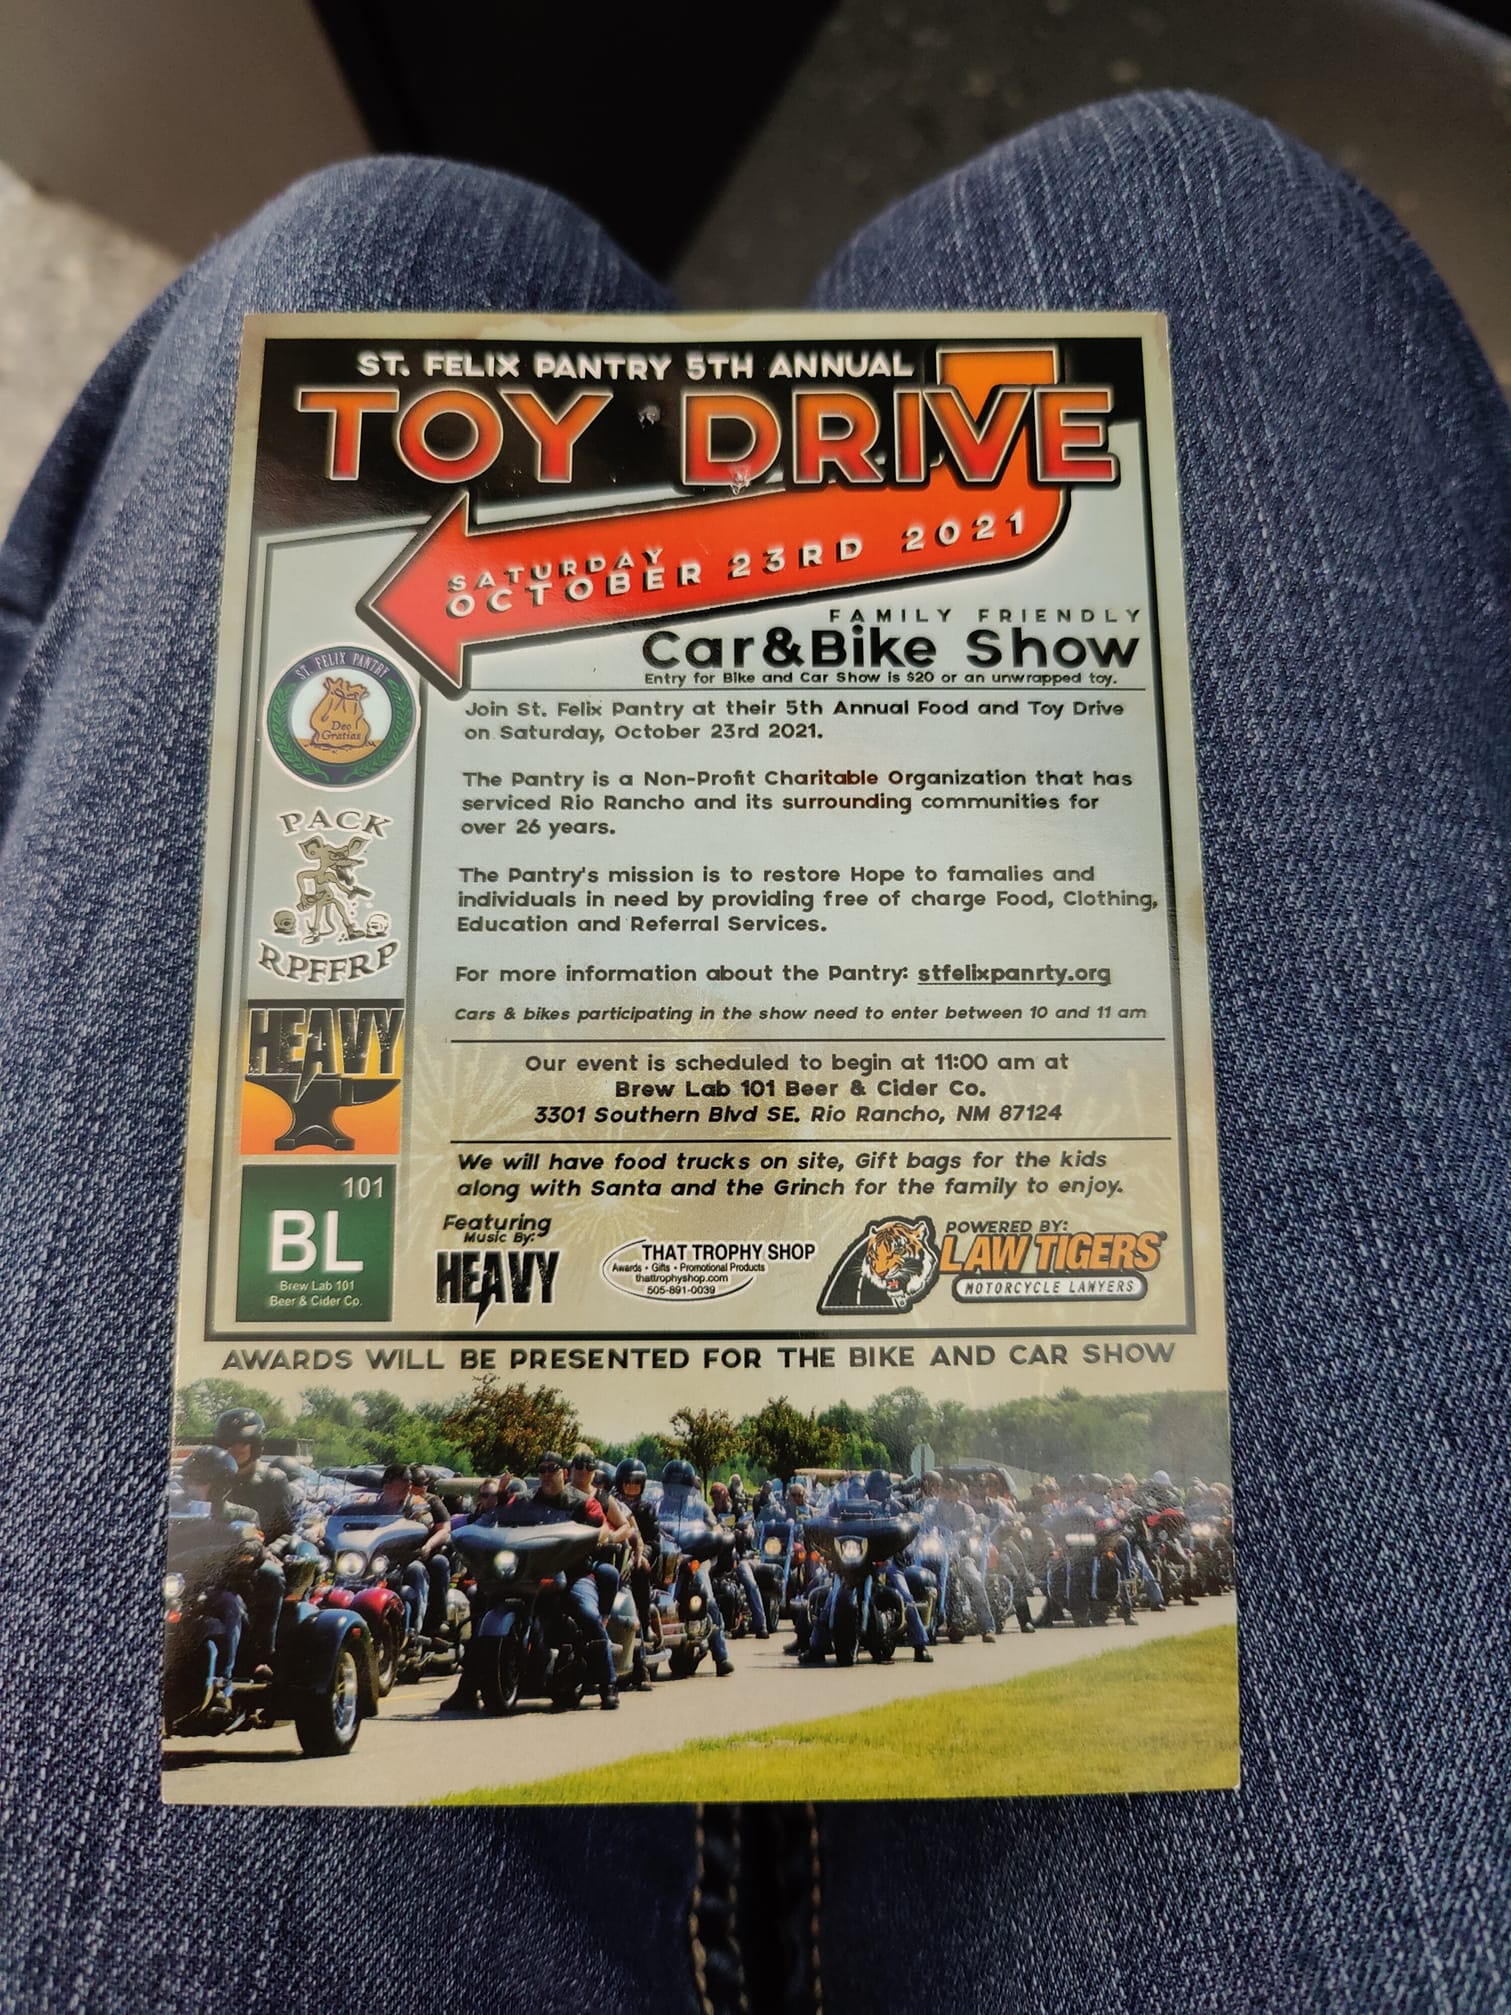 ST. FELIX PANTRY 5TH ANNUAL
TOY DRIVE
SATURDAY
OCTOBER 23RD 2021
FAMILY FRIENDLY
Car&Bike Show
Entry for Bike and Car Show is $20 or an unwrapped toy.
ST. FELIX PANTRY
Deo
Gratias
Join St. Felix Pantry at their 5th Annual Food and Toy Drive
on Saturday, October 23rd 2021.
The Pantry is a Non-Profit Charitable Organization that has
serviced Rio Rancho and its surrounding communities for
over 26 years.
PACK
RPFFRP
The Pantry's mission is to restore Hope to famalies and
individuals in need by providing free of charge Food, Clothing,
Education and Referral Services.
For more information about the Pantry: stfelixpanrty.org
Cars & bikes participating in the show need to enter between 10 and 11 am
HEAVY
Our event is scheduled to begin at 11:00 am at
Brew Lab 101 Beer & Cider Co.
3301 Southern Blvd SE. Rio Rancho, NM 87124
We will have food trucks on site, Gift bags for the kids
along with Santa and the Grinch for the family to enjoy.
101
BL
Brew Lab 101
Beer & Cider Co.
Featuring
Music By:
HEAVY
THAT TROPHY SHOP
Awards • Gifts • Promotional Products
thattrophyshop.com
505-891-0039
POWERED BY:
LAW TIGERS
MOTORCYCLE LAWYERS
AWARDS WILL BE PRESENTED FOR THE BIKE AND CAR SHOW